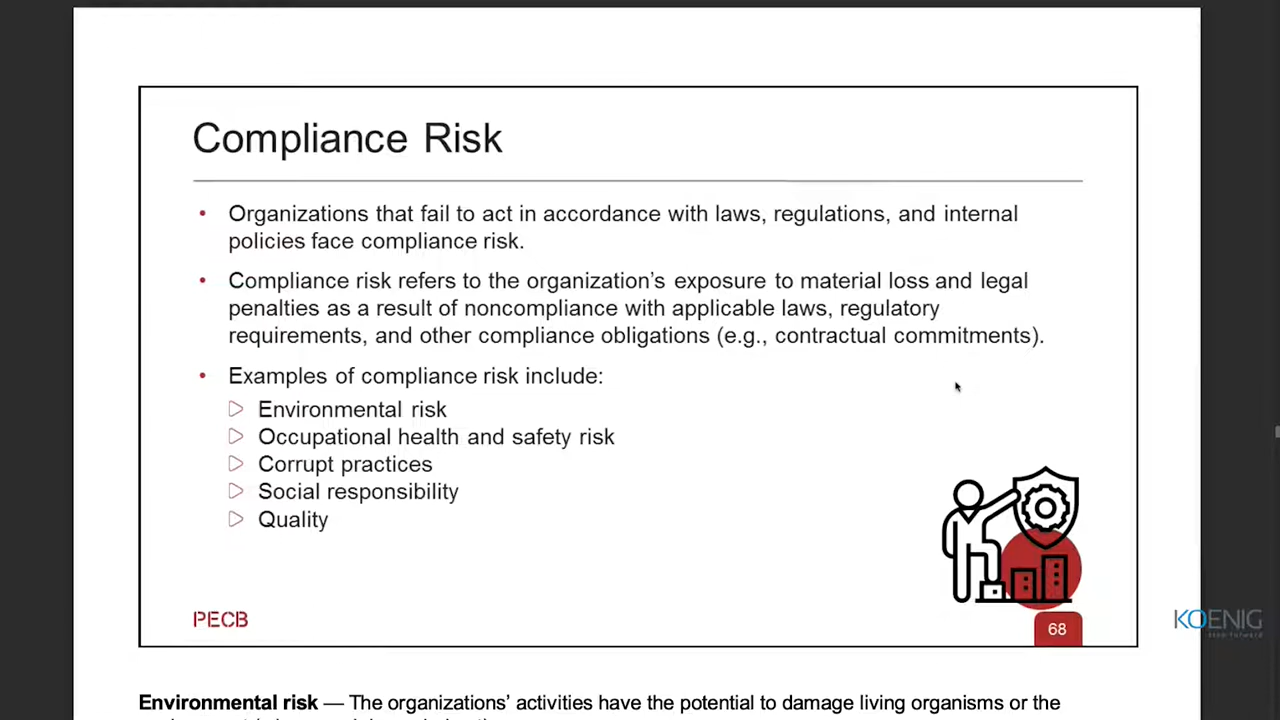 Compliance Risk
• Organizations that fail to act in accordance with laws, regulations, and internal
policies face compliance risk.
• Compliance risk refers to the organization's exposure to material loss and legal
penalties as a result of noncompliance with applicable laws, regulatory
requirements, and other compliance obligations (e.g., contractual commitments).
• Examples of compliance risk include:
Environmental risk
Occupational health and safety risk
Corrupt practices
Social responsibility
Quality
PECB
68
KOENIG
step forward
Environmental risk — The organizations' activities have the potential to damage living organisms or the